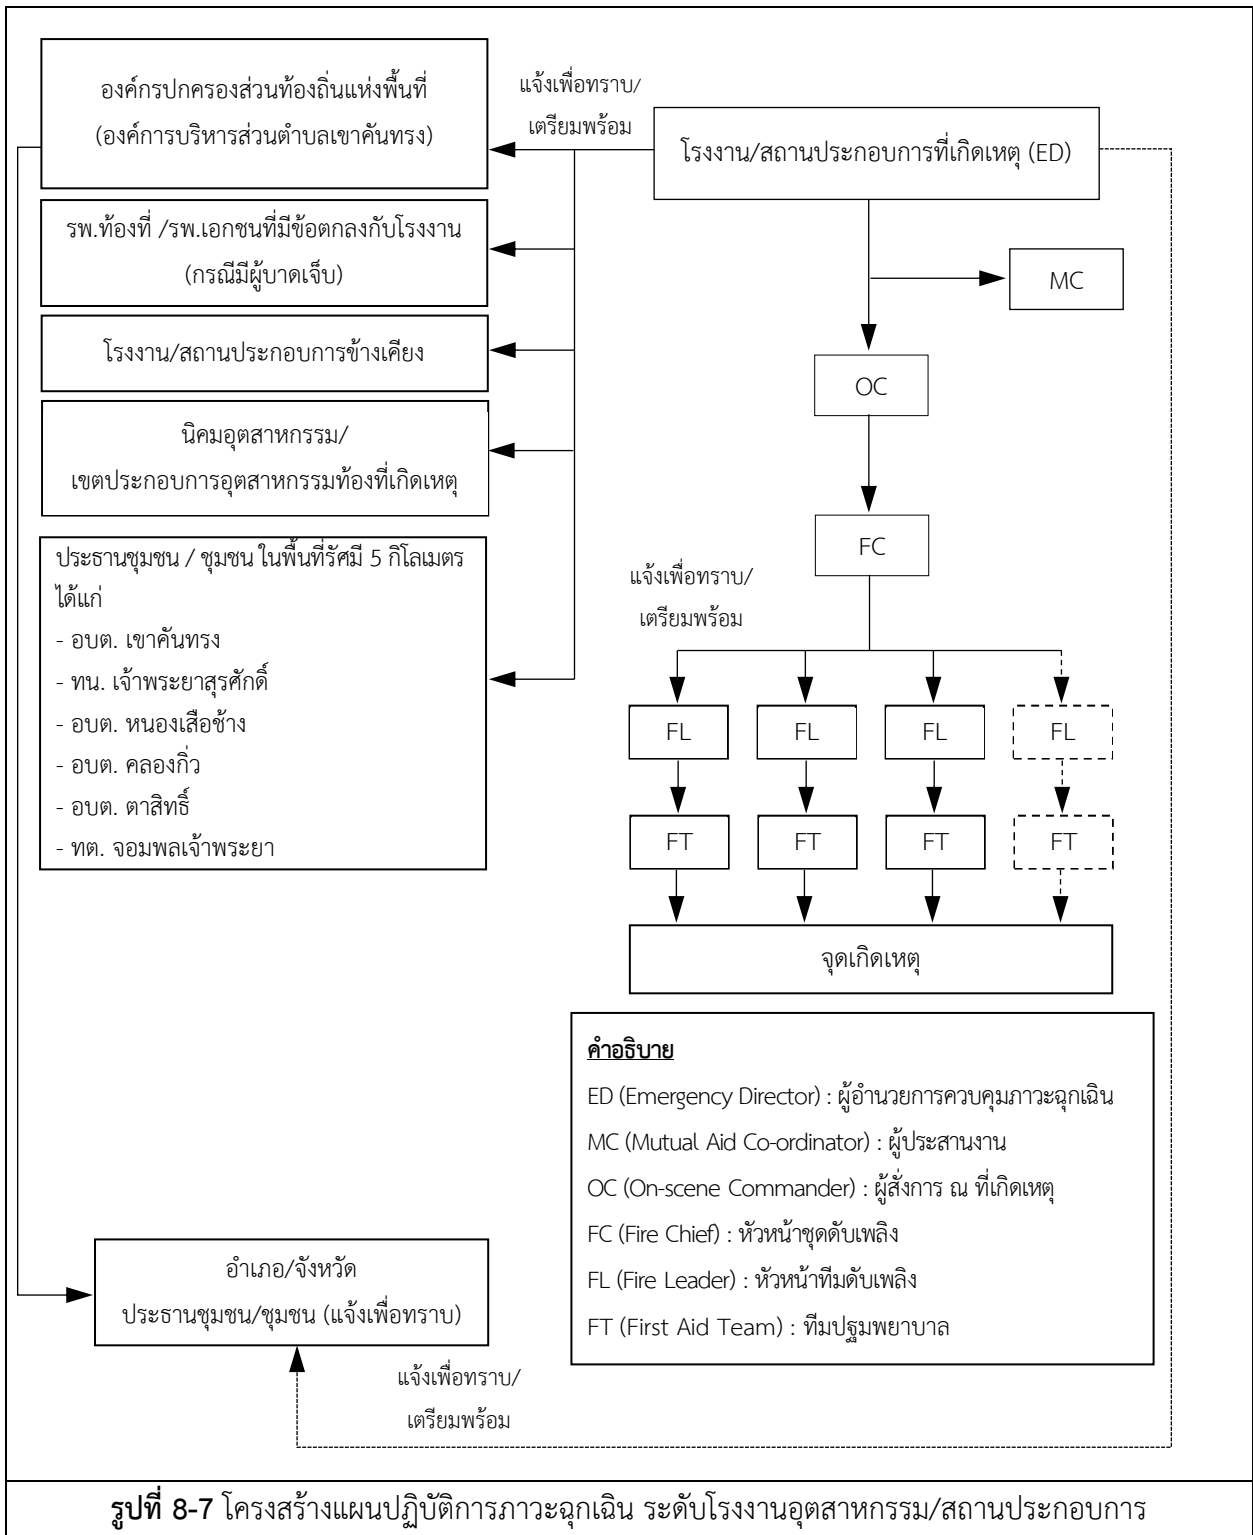 องค์กรปกครองส่วนท้องถิ่นแห่งพื้นที่
(องค์การบริหารส่วนตำบลเขาคันทรง)
แจ้งเพื่อทราบ/
เตรียมพร้อม
โรงงาน/สถานประกอบการที่เกิดเหตุ (ED)
รพ.ท้องที่ /รพ.เอกชนที่มีข้อตกลงกับโรงงาน
(กรณีมีผู้บาดเจ็บ)
MC
โรงงาน/สถานประกอบการข้างเคียง
OC
นิคมอุตสาหกรรม/
เขตประกอบการอุตสาหกรรมท้องที่เกิดเหตุ
FC
ประธานชุมชน / ชุมชน ในพื้นที่รัศมี 5 กิโลเมตร
ได้แก่
- อบต. เขาคันทรง
- ทน. เจ้าพระยาสุรศักดิ์
- อบต. หนองเสือช้าง
- อบต. คลองกิ่ว
- อบต. ตาสิทธิ์
- ทต. จอมพลเจ้าพระยา
แจ้งเพื่อทราบ/
เตรียมพร้อม
FL FL FL FL
FT FT FT FT
จุดเกิดเหตุ
คำอธิบาย
ED (Emergency Director) : ผู้อำนวยการควบคุมภาวะฉุกเฉิน
MC (Mutual Aid Co-ordinator) : ผู้ประสานงาน
OC (On-scene Commander) : ผู้สั่งการ ณ ที่เกิดเหตุ
FC (Fire Chief) : หัวหน้าชุดดับเพลิง
FL (Fire Leader) : หัวหน้าทีมดับเพลิง
FT (First Aid Team) : ทีมปฐมพยาบาล
อำเภอ/จังหวัด
ประธานชุมชน/ชุมชน (แจ้งเพื่อทราบ)
แจ้งเพื่อทราบ/
เตรียมพร้อม
รูปที่ 8-7 โครงสร้างแผนปฏิบัติการภาวะฉุกเฉิน ระดับโรงงานอุตสาหกรรม/สถานประกอบการ